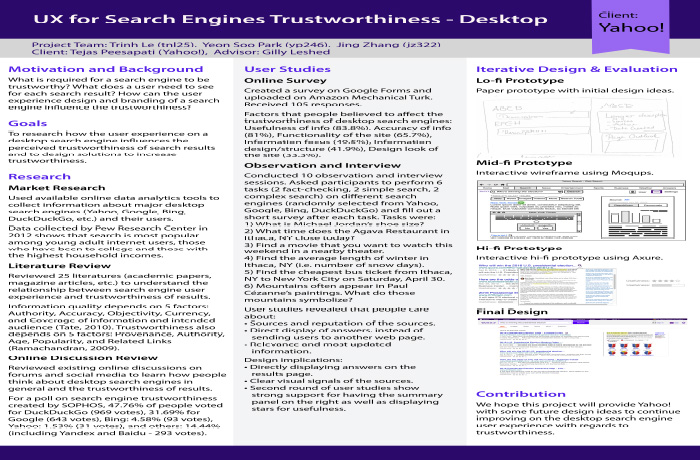 UX for Search Engines Trustworthiness - Desktop
Client:
Yahoo!
Project Team: Trinh Le (tnl25), Yeon Soo Park (yp246), Jing Zhang (jz322)
Client: Tejas Peesapati (Yahoo!), Advisor: Gilly Leshed
Motivation and Background
What is required for a search engine to be
trustworthy? What does a user need to see
for each search result? How can the user
experience design and branding of a search
engine influence the trustworthiness?
Goals
To research how the user experience on a
desktop search engine influences the
perceived trustworthiness of search results
and to design solutions to increase
trustworthiness.
Research
Market Research
Used available online data analytics tools to
collect information about major desktop
search engines (Yahoo, Google, Bing,
DuckDuckGo, etc.) and their users.
Data collected by Pew Research Center in
2012 shows that search is most popular
among young adult internet users, those
who have been to college and those with
the highest household incomes.
Literature Review
Reviewed 25 literatures (academic papers,
magazine articles, etc.) to understand the
relationship between search engine user
experience and trustworthiness of results.
Information quality depends on 5 factors:
Authority, Accuracy, Objectivity, Currency,
and Coverage of information and intended
audience (Tate, 2010). Trustworthiness also
depends on 5 factors: Provenance, Authority,
Age, Popularity, and Related Links
(Ramachandran, 2009).
Online Discussion Review
Reviewed existing online discussions on
forums and social media to learn how people
think about desktop search engines in
general and the trustworthiness of results.
For a poll on search engine trustworthiness
created by SOPHOS, 47.76% of people voted
for DuckDuckGo (969 votes), 31.69% for
Google (643 votes), Bing: 4.58% (93 votes),
Yahoo: 1.53% (31 votes), and others: 14.44%
(including Yandex and Baidu - 293 votes).
User Studies
Online Survey
Created a survey on Google Forms and
uploaded on Amazon Mechanical Turk.
Received 105 responses.
Factors that people believed to affect the
trustworthiness of desktop search engines:
Usefulness of info (83.8%), Accuracy of info
(81%), Functionality of the site (65.7%),
Information focus (49.5%), Information
design/structure (41.9%), Design look of
the site (33.3%).
Observation and Interview
Conducted 10 observation and interview
sessions. Asked participants to perform 6
tasks (2 fact-checking, 2 simple search, 2
complex search) on different search
engines (randomly selected from Yahoo,
Google, Bing, DuckDuckGo) and fill out a
short survey after each task. Tasks were:
1) What is Michael Jordan's shoe size?
2) What time does the Agava Restaurant in
Ithaca, NY close today?
3) Find a movie that you want to watch this
weekend in a nearby theater.
4) Find the average length of winter in
Ithaca, NY (i.e. number of snow days).
5) Find the cheapest bus ticket from Ithaca,
NY to New York City on Saturday, April 30.
6) Mountains often appear in Paul
Cézanne's paintings. What do those
mountains symbolize?
User studies revealed that people care
about:
• Sources and reputation of the sources.
• Direct display of answers, instead of
sending users to another web page.
• Relevance and most updated
information.
Design implications:
• Directly displaying answers on the
results page.
• Clear visual signals of the sources.
• Second round of user studies show
strong support for having the summary
panel on the right as well as displaying
stars for usefulness.
Iterative Design & Evaluation
Lo-fi Prototype
Paper prototype with initial design ideas.
Mid-fi Prototype
Interactive wireframe using Moqups.
Hi-fi Prototype
Interactive hi-fi prototype using Axure.
Final Design
Contribution
We hope this project will provide Yahoo!
with some future design ideas to continue
improving on the desktop search engine
user experience with regards to
trustworthiness.